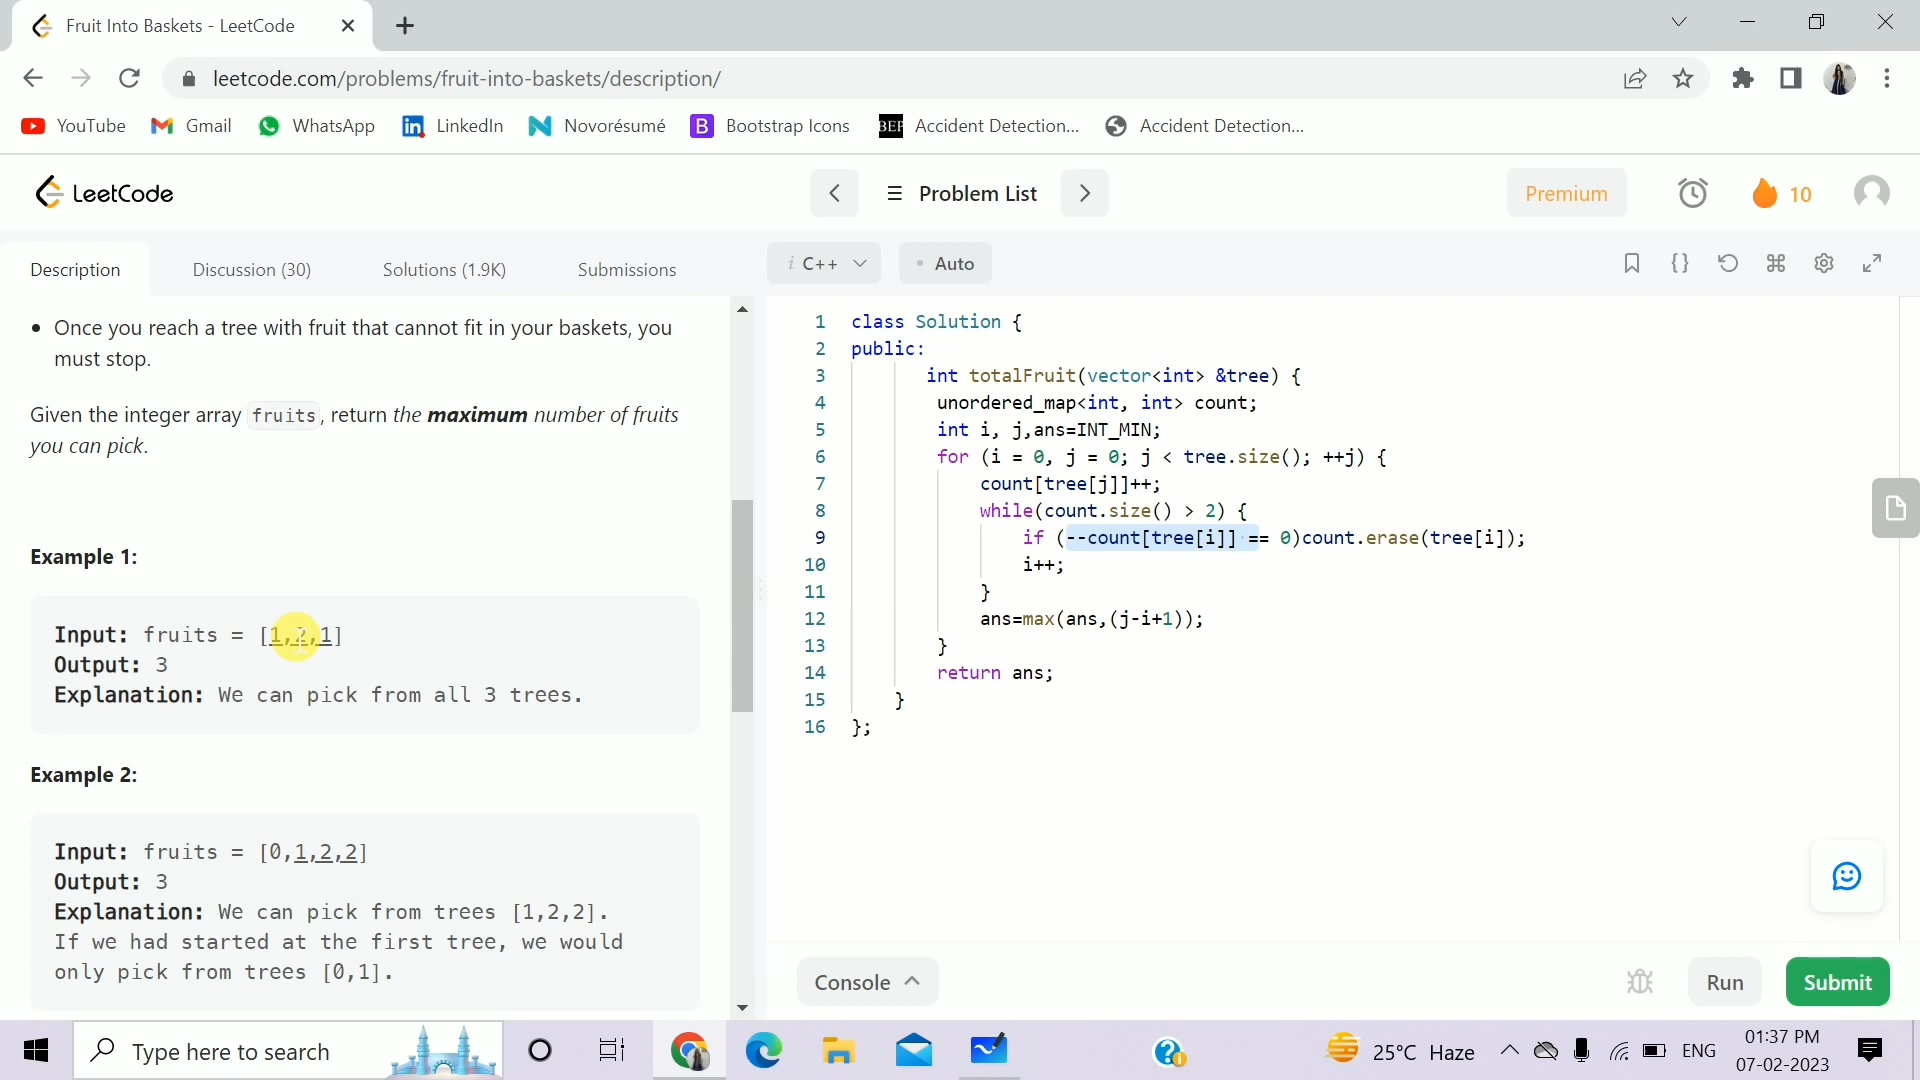 Fruit Into Baskets - LeetCode
leetcode.com/problems/fruit-into-baskets/description/
YouTube Gmail WhatsApp LinkedIn Novorésumé Bootstrap Icons Accident Detection... Accident Detection...
LeetCode Problem List Premium 10
Description Discussion (30) Solutions (1.9K) Submissions
i C++ • Auto
• Once you reach a tree with fruit that cannot fit in your baskets, you
must stop.
Given the integer array fruits, return the maximum number of fruits
you can pick.
Example 1:
Input: fruits = [1,2,1]
Output: 3
Explanation: We can pick from all 3 trees.
Example 2:
Input: fruits = [0,1,2,2]
Output: 3
Explanation: We can pick from trees [1,2,2].
If we had started at the first tree, we would
only pick from trees [0,1].
1 class Solution {
2 public:
3 int totalFruit(vector<int> &tree) {
4 unordered_map<int, int> count;
5 int i, j,ans=INT_MIN;
6 for (i = 0, j = 0; j < tree.size(); ++j) {
7 count[tree[j]]++;
8 while(count.size() > 2) {
9 if (--count[tree[i]] == 0)count.erase(tree[i]);
10 i++;
11 }
12 ans=max(ans,(j-i+1));
13 }
14 return ans;
15 }
16 };
Console Run Submit
Type here to search
25°C Haze ENG
01:37 PM
07-02-2023